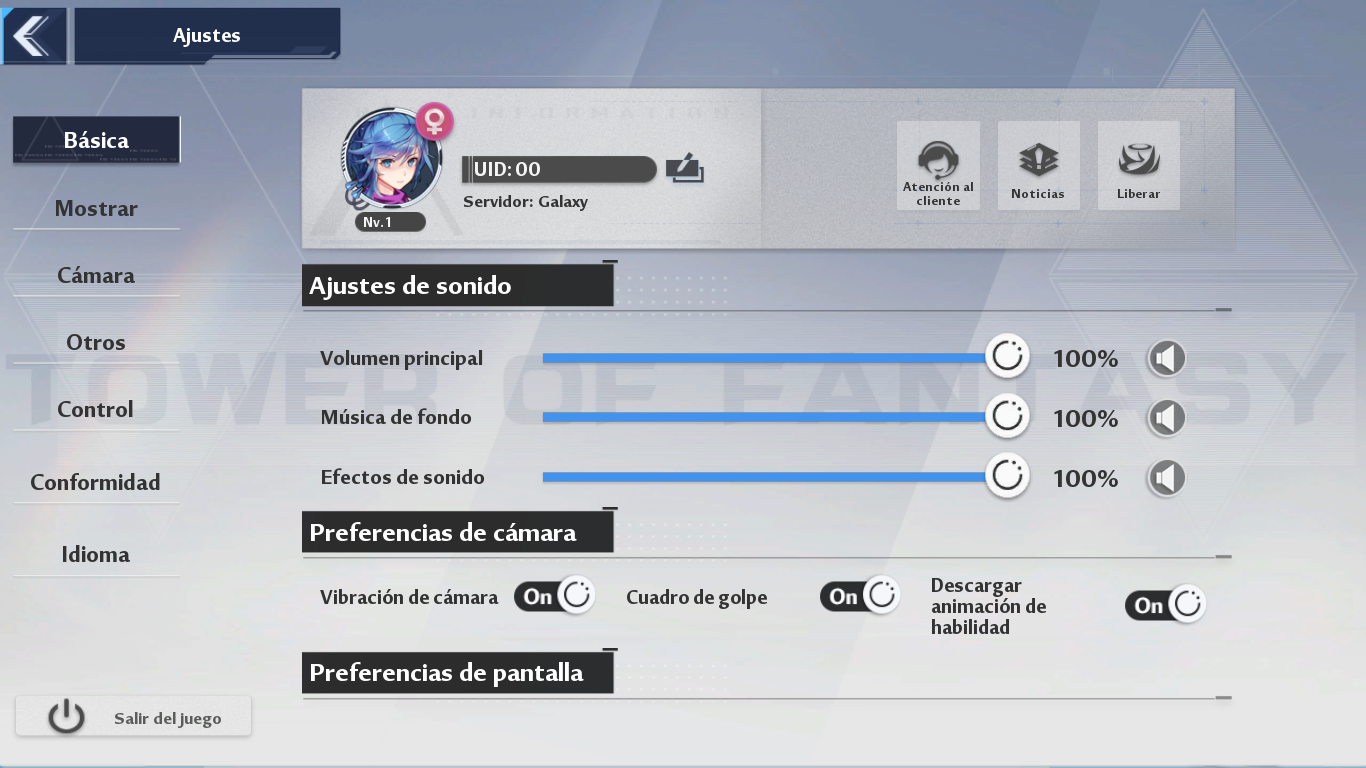 Ajustes
Básica
Mostrar
Cámara
Otros
Control
Conformidad
Idioma
Salir del juego
INFORMATION
UID: 00
Servidor: Galaxy
Nv.1
Atención al
cliente
Noticias
Liberar
Ajustes de sonido
Volumen principal
100%
Música de fondo
100%
Efectos de sonido
100%
TOWER OF FANTASY
Preferencias de cámara
Vibración de cámara
On
Cuadro de golpe
On
Descargar
animación de
habilidad
On
Preferencias de pantalla